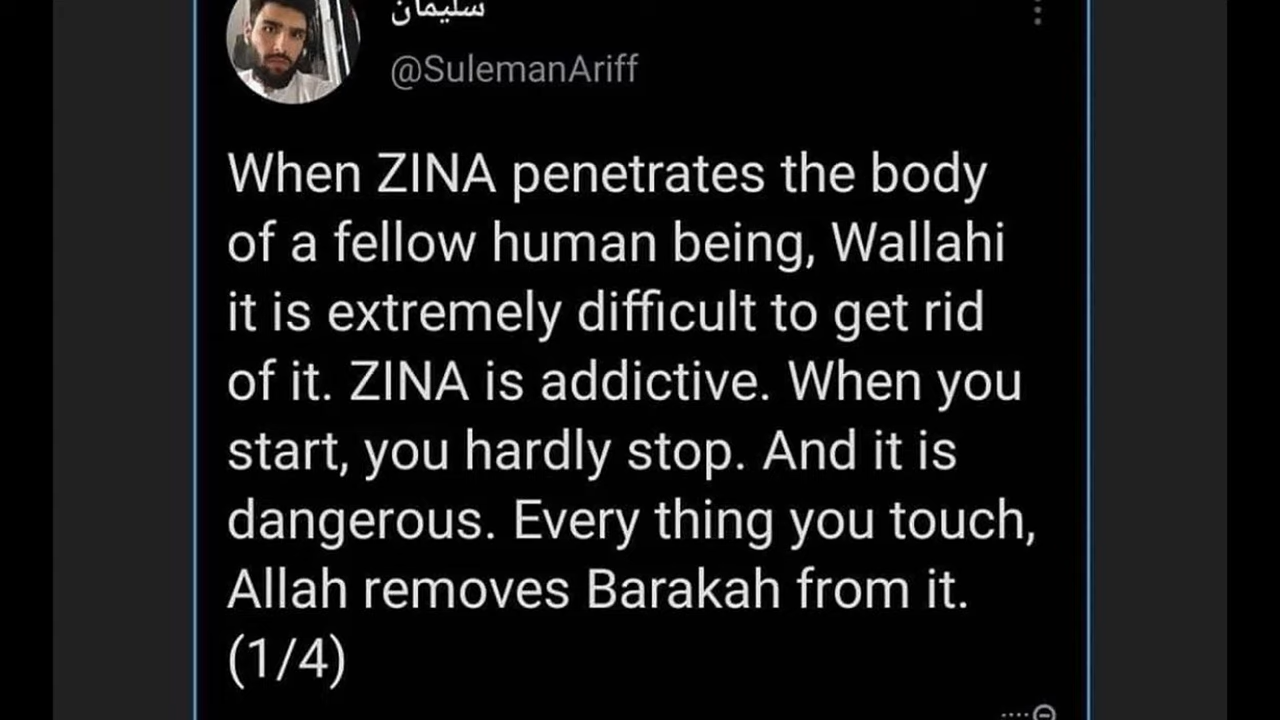 سليمان
@SulemanAriff
When ZINA penetrates the body
of a fellow human being, Wallahi
it is extremely difficult to get rid
of it. ZINA is addictive. When you
start, you hardly stop. And it is
dangerous. Every thing you touch,
Allah removes Barakah from it.
(1/4)